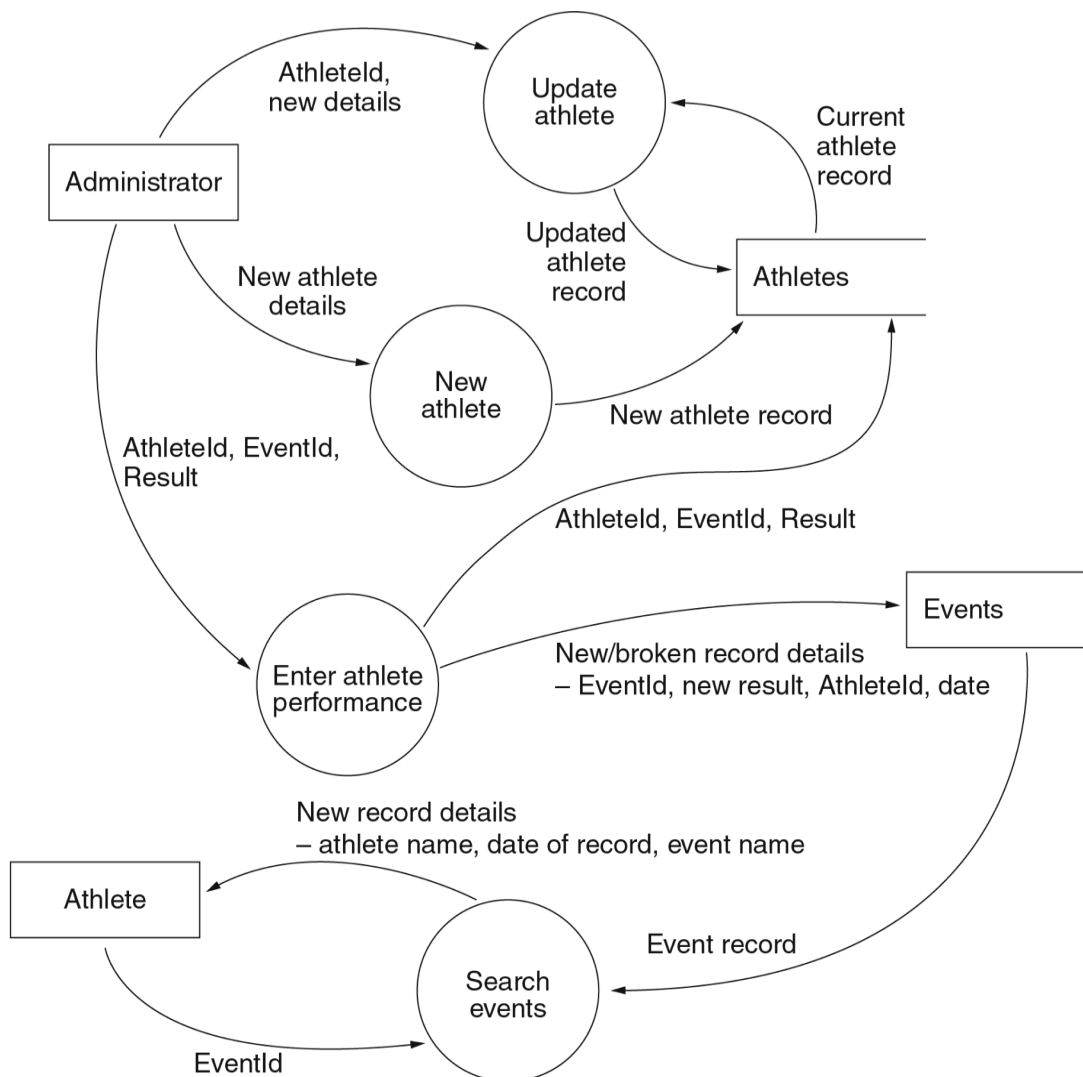 AthleteId,
new details
Update
athlete
Current
athlete
record
Administrator
Updated
athlete
record
Athletes
New athlete
details
New
athlete
New athlete record
AthleteId, EventId,
Result
AthleteId, EventId, Result
Events
Enter athlete
performance
New/broken record details
– EventId, new result, AthleteId, date
New record details
– athlete name, date of record, event name
Athlete
Event record
Search
events
EventId